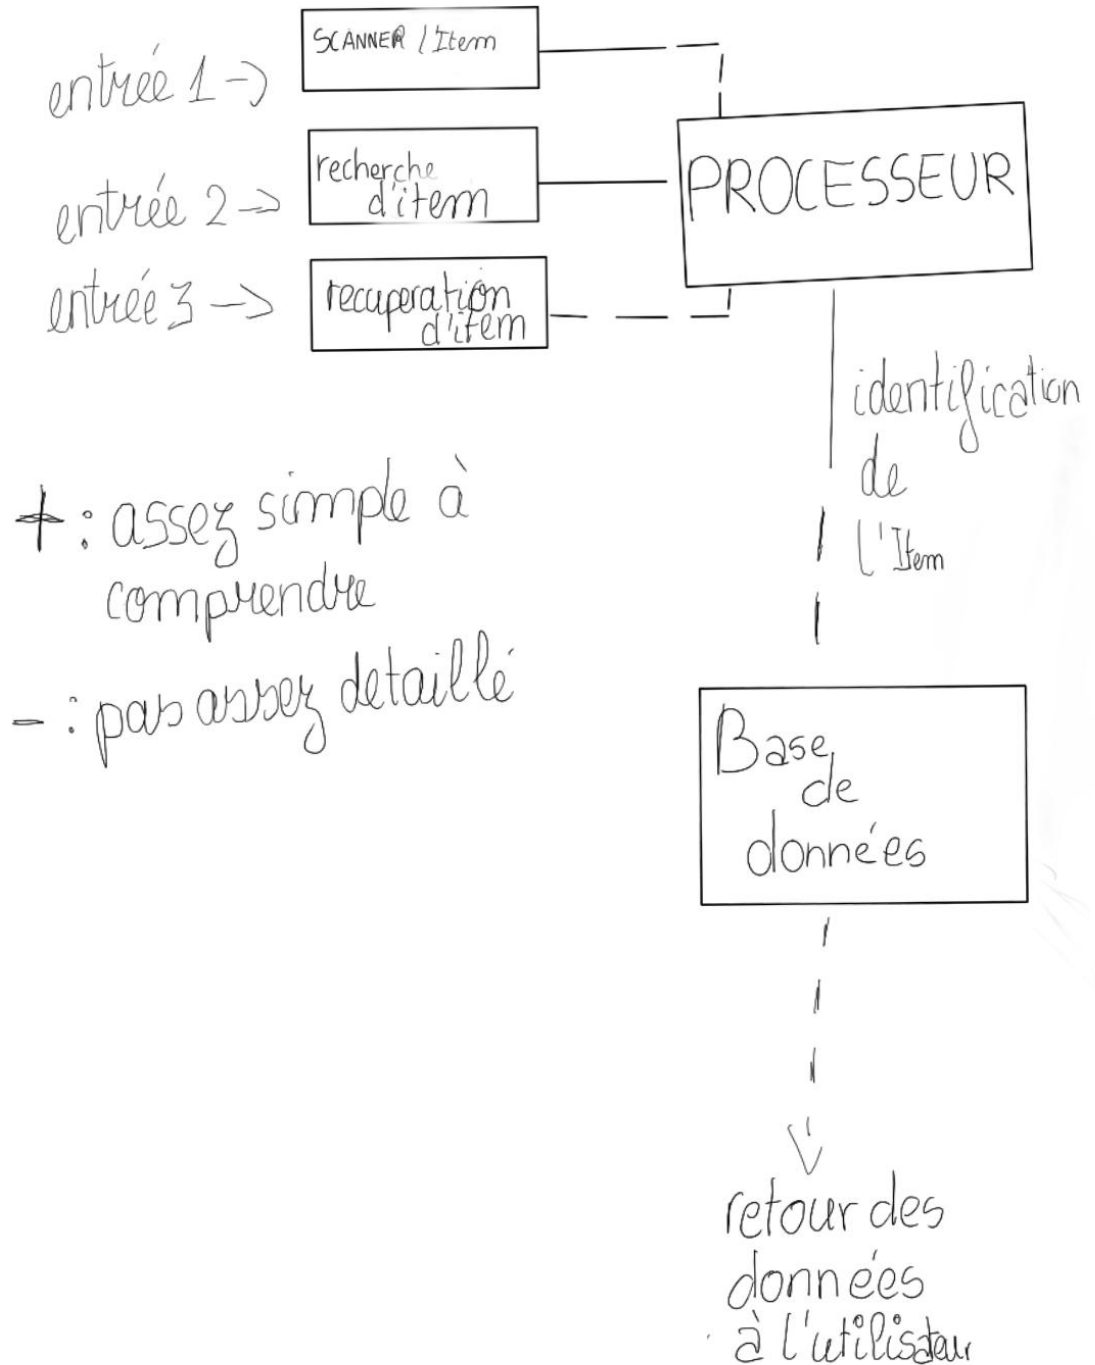 entrée 1 ->
SCANNER / Item
entrée 2 ->
recherche
d'item
entrée 3 ->
recuperation
d'item
PROCESSEUR
identification
de
l'Item
+ : assez simple à
comprendre
- : pas assez detaillé
Base
de
données
retour des
données
à l'utilisateur